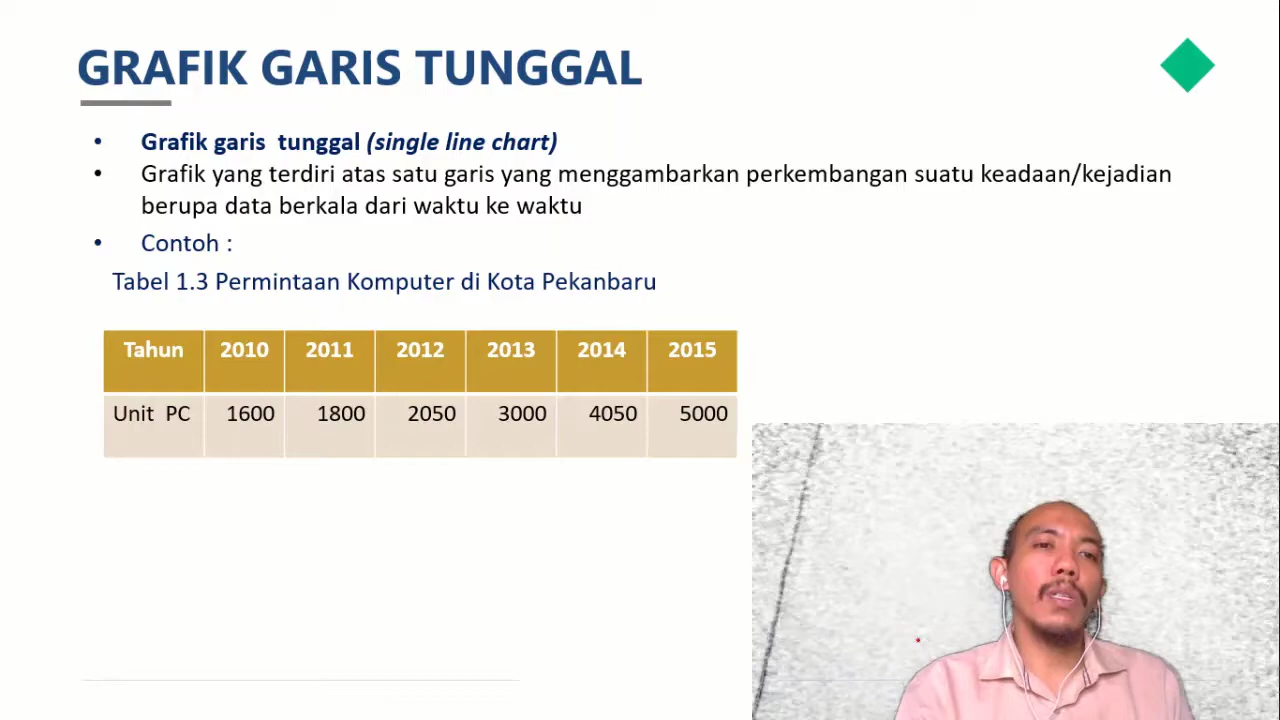 GRAFIK GARIS TUNGGAL
• Grafik garis tunggal (single line chart)
• Grafik yang terdiri atas satu garis yang menggambarkan perkembangan suatu keadaan/kejadian
berupa data berkala dari waktu ke waktu
• Contoh :
Tabel 1.3 Permintaan Komputer di Kota Pekanbaru
Tahun 2010 2011 2012 2013 2014 2015
Unit PC 1600 1800 2050 3000 4050 5000